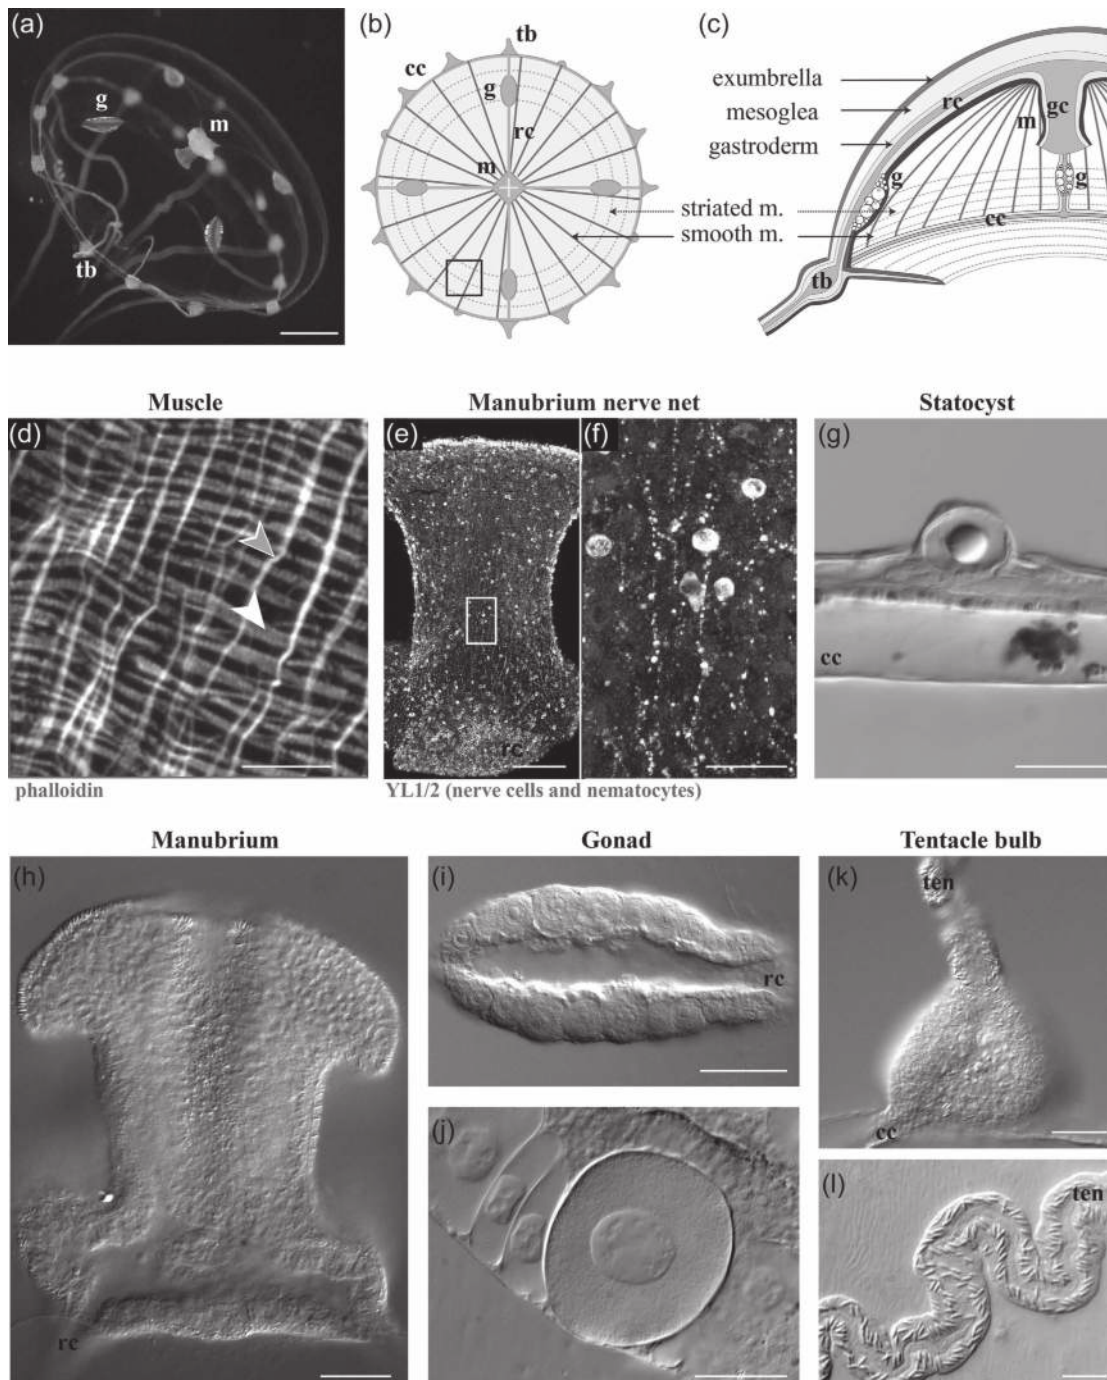 (a)
g
m
tb
(b)
tb
cc
g
rc
m
(c)
exumbrella
mesoglea
gastroderm
rc
m
gc
g
g
cc
tb
striated m.
smooth m.
Muscle
Manubrium nerve net
Statocyst
(d)
(e)
(f)
(g)
rc
cc
phalloidin
YL1/2 (nerve cells and nematocytes)
Manubrium
Gonad
Tentacle bulb
(h)
rc
(i)
rc
(j)
(k)
ten
cc
(l)
ten